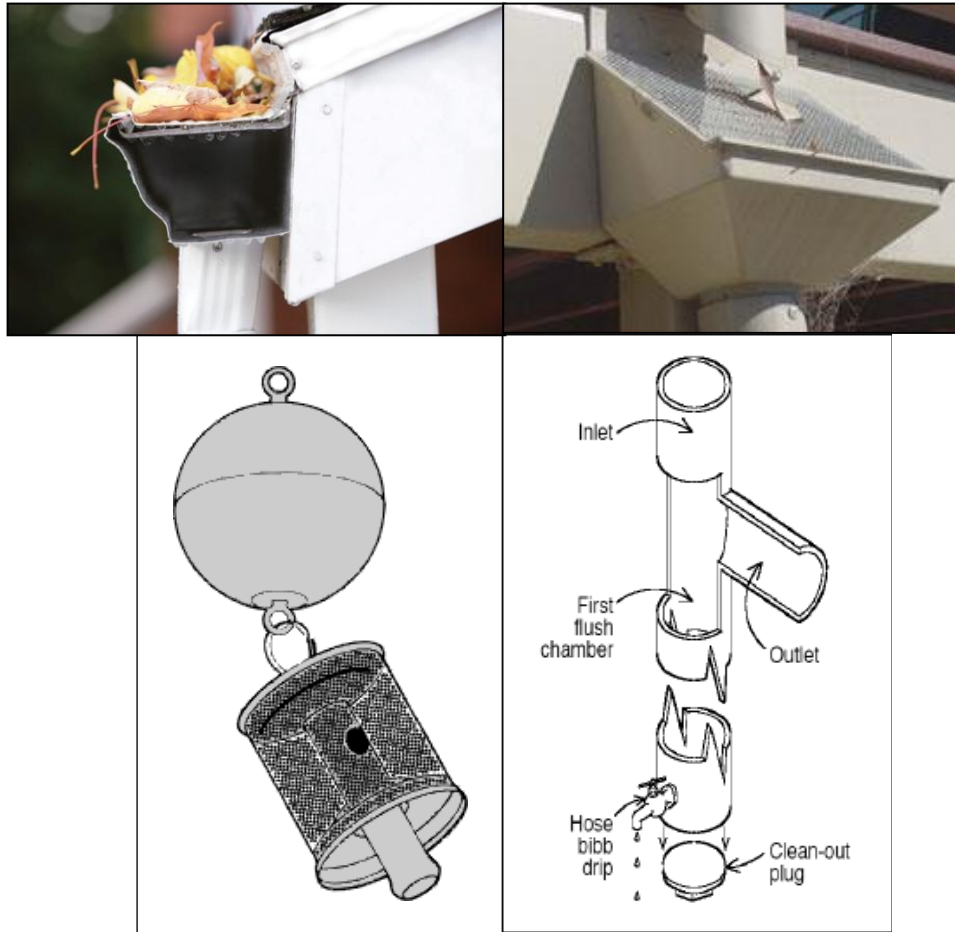 Inlet
First
flush
chamber
Outlet
Hose
bibb
drip
Clean-out
plug